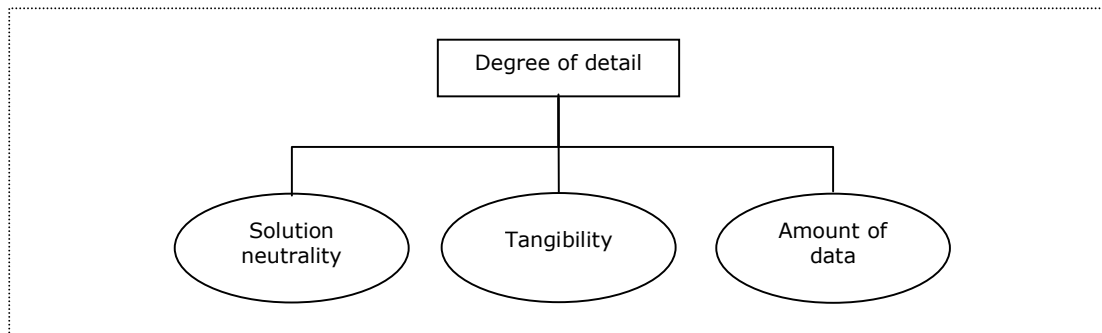 Degree of detail
Solution
neutrality
Tangibility
Amount of
data